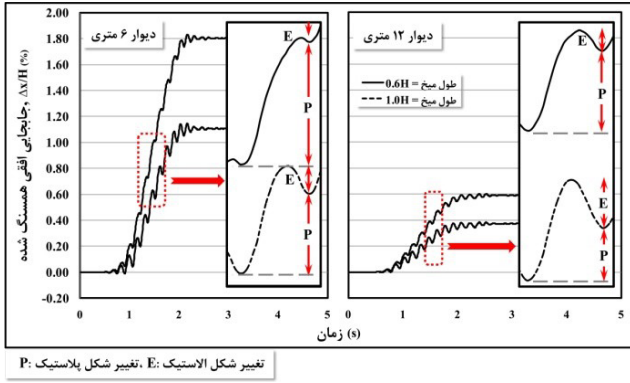 جابجایی افقی همسنگ شده, Δx/H (%)
2.00
1.80
1.60
1.40
1.20
1.00
0.80
0.60
0.40
0.20
0.00
-0.20
دیوار ۶ متری
E
P
E
P
0 1 2 3 4 5
دیوار ۱۲ متری
طول میخ = 0.6H
طول میخ = 1.0H
E
P
E
P
0 1 2 3 4 5
زمان (s)
P: تغییر شکل پلاستیک ،E: تغییر شکل الاستیک